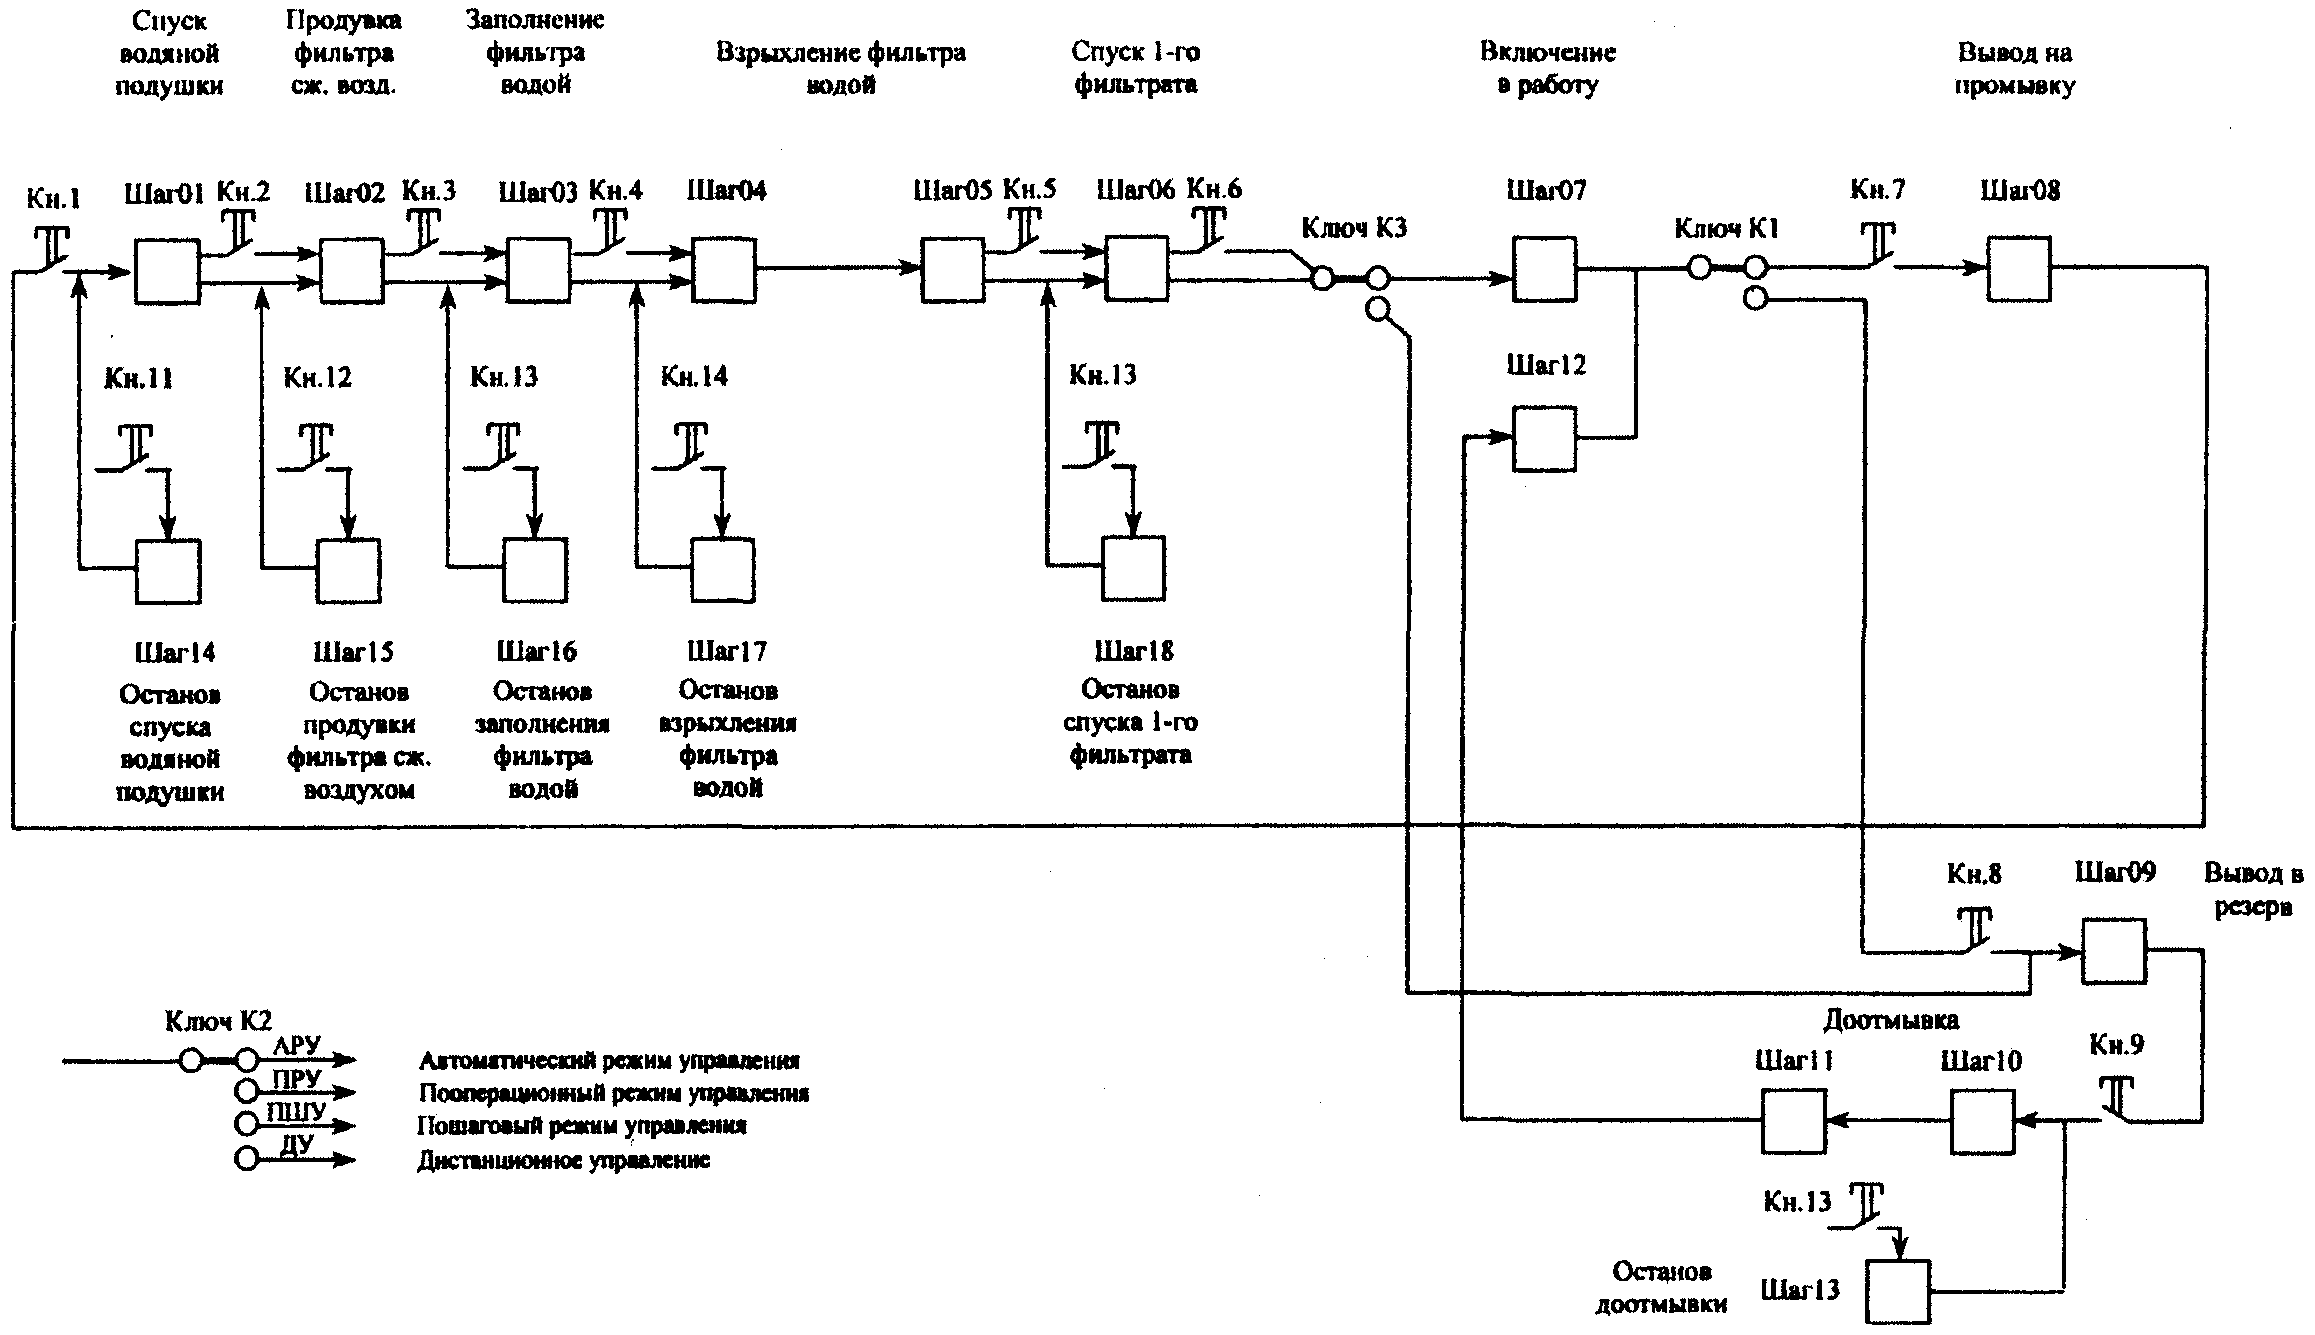 Спуск
водяной
подушки
Продувка
фильтра
сж. возд.
Заполнение
фильтра
водой
Взрыхление фильтра
водой
Спуск 1-го
фильтрата
Включение
в работу
Вывод на
промывку
Кн.1
Шаг01
Кн.2
Шаг02
Кн.3
Шаг03
Кн.4
Шаг04
Шаг05
Кн.5
Шаг06
Кн.6
Ключ К3
Шаг07
Ключ К1
Кн.7
Шаг08
Кн.11
Кн.12
Кн.13
Кн.14
Кн.13
Шаг12
Шаг14
Останов
спуска
водяной
подушки
Шаг15
Останов
продувки
фильтра сж.
воздухом
Шаг16
Останов
заполнения
фильтра
водой
Шаг17
Останов
взрыхления
фильтра
водой
Шаг18
Останов
спуска 1-го
фильтрата
Кн.8
Шаг09
Вывод в
резерв
Доотмывка
Шаг11
Шаг10
Кн.9
Кн.13
Останов
доотмывки
Шаг13
Ключ К2
АРУ
Автоматический режим управления
ПРУ
Пооперационный режим управления
ПШУ
Пошаговый режим управления
ДУ
Дистанционное управление